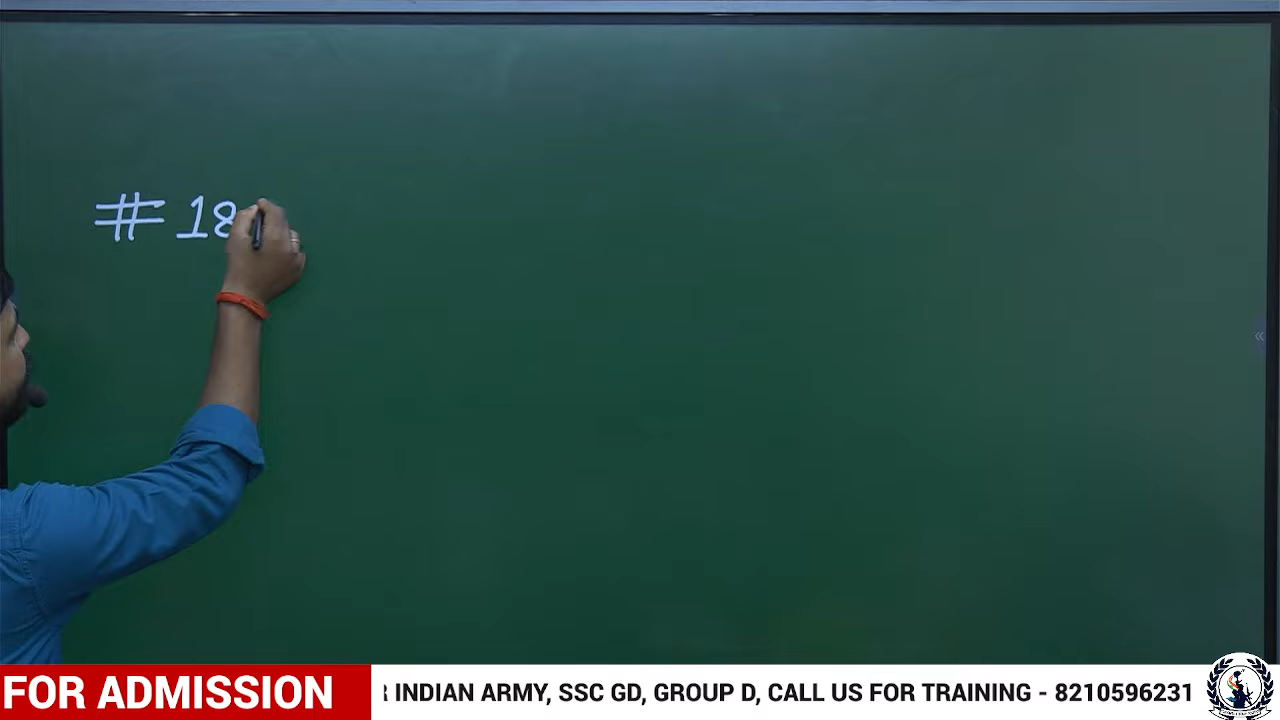 # 18
FOR ADMISSION
INDIAN ARMY, SSC GD, GROUP D, CALL US FOR TRAINING - 8210596231